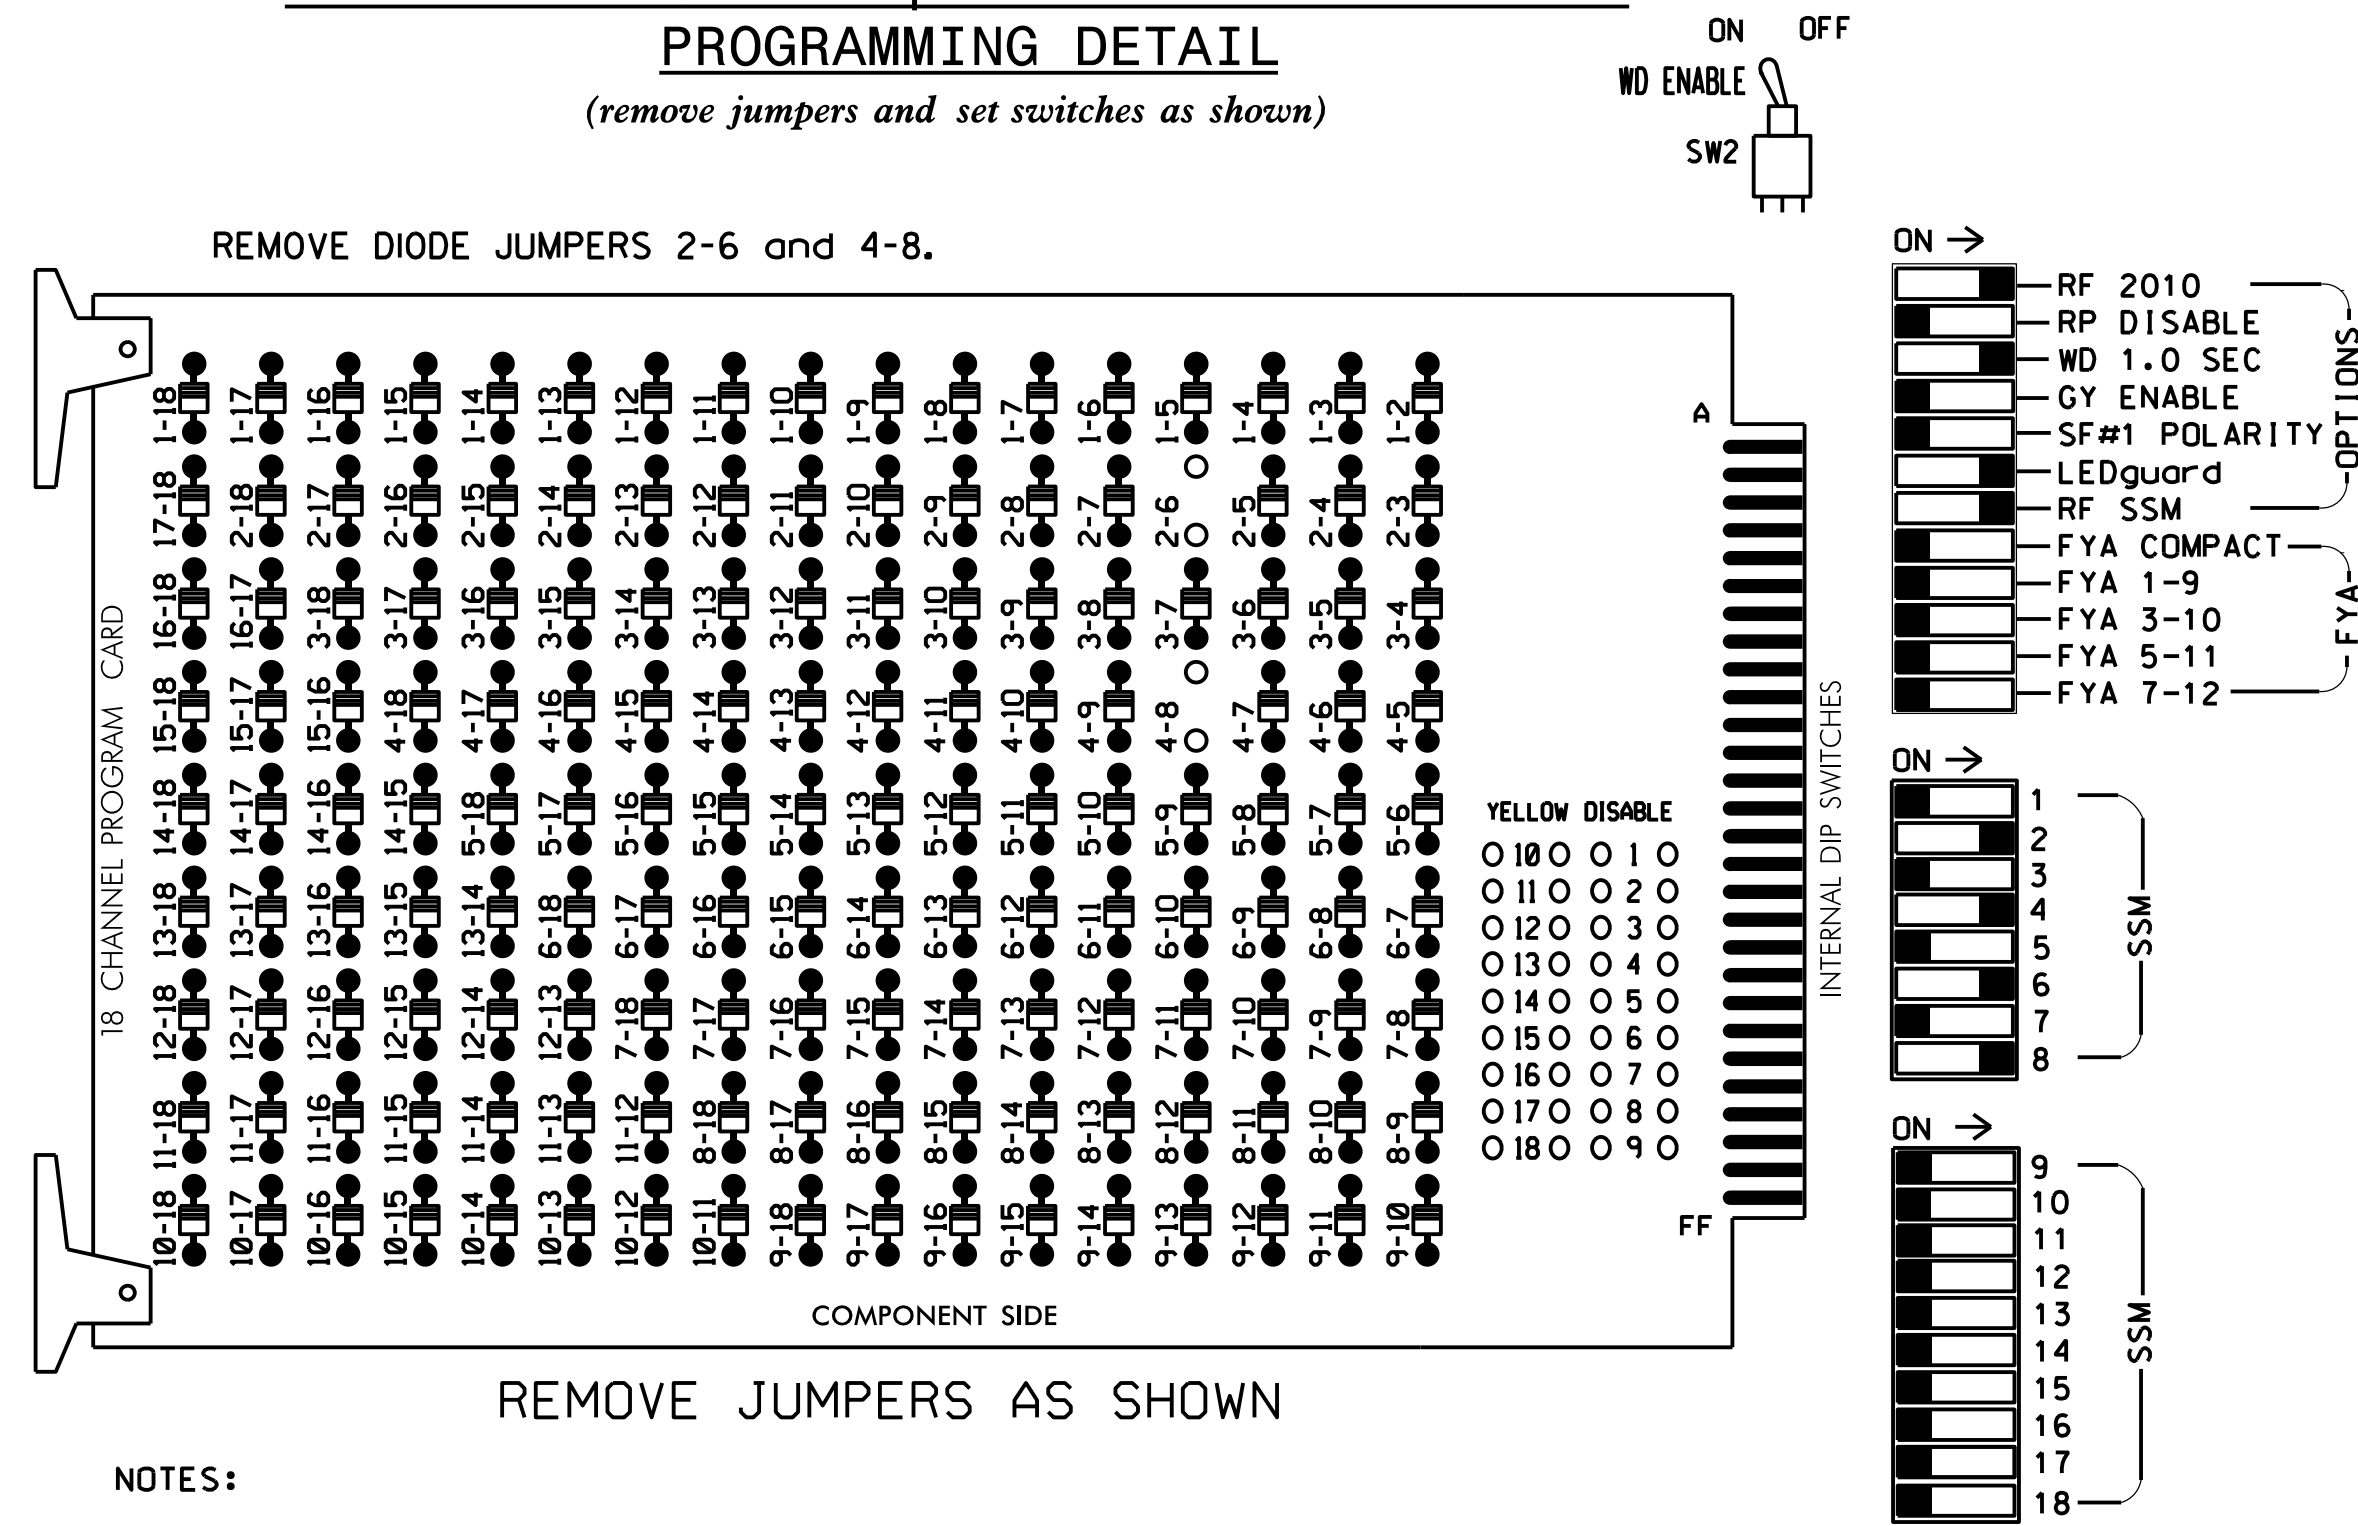 PROGRAMMING DETAIL
(remove jumpers and set switches as shown)
ON OFF
WD ENABLE
SW2
REMOVE DIODE JUMPERS 2-6 and 4-8.
18 CHANNEL PROGRAM CARD
1-18 1-17 1-16 1-15 1-14 1-13 1-12 1-11 1-10 1-9 1-8 1-7 1-6 1-5 1-4 1-3 1-2
17-18 2-18 2-17 2-16 2-15 2-14 2-13 2-12 2-11 2-10 2-9 2-8 2-7 2-6 2-5 2-4 2-3
16-18 16-17 3-18 3-17 3-16 3-15 3-14 3-13 3-12 3-11 3-10 3-9 3-8 3-7 3-6 3-5 3-4
15-18 15-17 15-16 4-18 4-17 4-16 4-15 4-14 4-13 4-12 4-11 4-10 4-9 4-8 4-7 4-6 4-5
14-18 14-17 14-16 14-15 5-18 5-17 5-16 5-15 5-14 5-13 5-12 5-11 5-10 5-9 5-8 5-7 5-6
13-18 13-17 13-16 13-15 13-14 6-18 6-17 6-16 6-15 6-14 6-13 6-12 6-11 6-10 6-9 6-8 6-7
12-18 12-17 12-16 12-15 12-14 12-13 7-18 7-17 7-16 7-15 7-14 7-13 7-12 7-11 7-10 7-9 7-8
11-18 11-17 11-16 11-15 11-14 11-13 11-12 8-18 8-17 8-16 8-15 8-14 8-13 8-12 8-11 8-10 8-9
10-18 10-17 10-16 10-15 10-14 10-13 10-12 10-11 9-18 9-17 9-16 9-15 9-14 9-13 9-12 9-11 9-10
YELLOW DISABLE
10 1
11 2
12 3
13 4
14 5
15 6
16 7
17 8
18 9
A
FF
COMPONENT SIDE
REMOVE JUMPERS AS SHOWN
NOTES:
INTERNAL DIP SWITCHES
ON
RF 2010
RP DISABLE
WD 1.0 SEC
GY ENABLE
SF#1 POLARITY
LEDguard
RF SSM
OPTIONS
FYA COMPACT
FYA 1-9
FYA 3-10
FYA 5-11
FYA 7-12
FYA
ON
1
2
3
4
5
6
7
8
SSM
ON
9
10
11
12
13
14
15
16
17
18
SSM